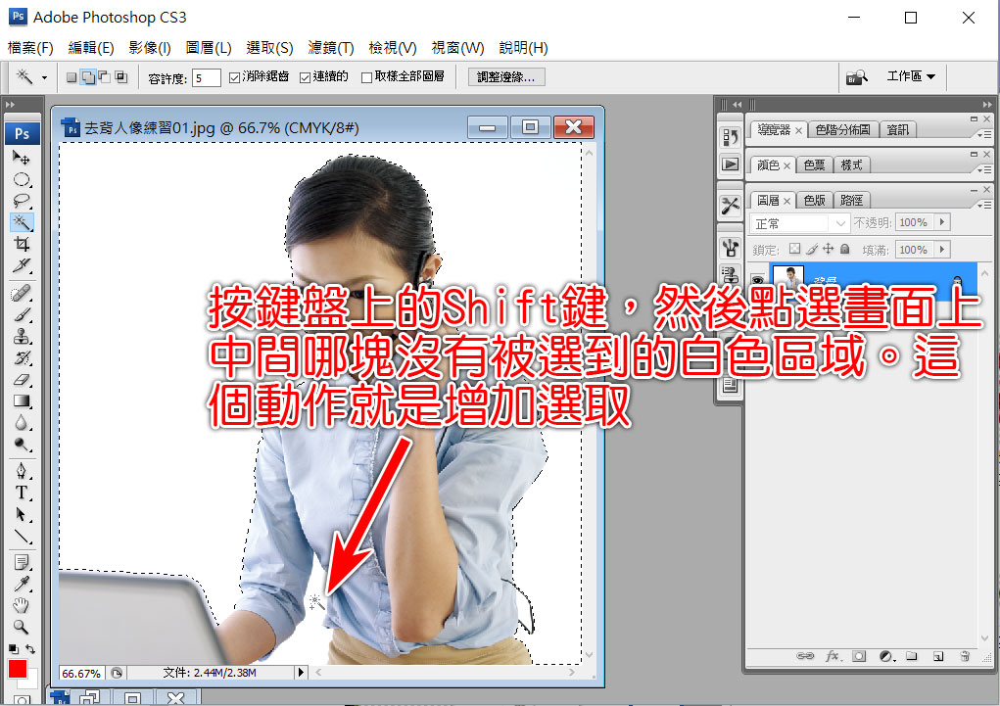 Ps Adobe Photoshop CS3
檔案(F) 編輯(E) 影像(I) 圖層(L) 選取(S) 濾鏡(T) 檢視(V) 視窗(W) 說明(H)
容許度: 5 消除鋸齒 連續的 取樣全部圖層 調整邊緣... Br 工作區
Ps
Ps 去背人像練習01.jpg @ 66.7% (CMYK/8#)
導覽器 × 色階分佈圖 資訊
顏色 × 色票 樣式
圖層 × 色版 路徑
正常 不透明: 100%
鎖定: 填滿: 100%
按鍵盤上的Shift鍵，然後點選畫面上
中間哪塊沒有被選到的白色區域。這
個動作就是增加選取
T
66.67% 文件: 2.44M/2.38M
fx
Ps